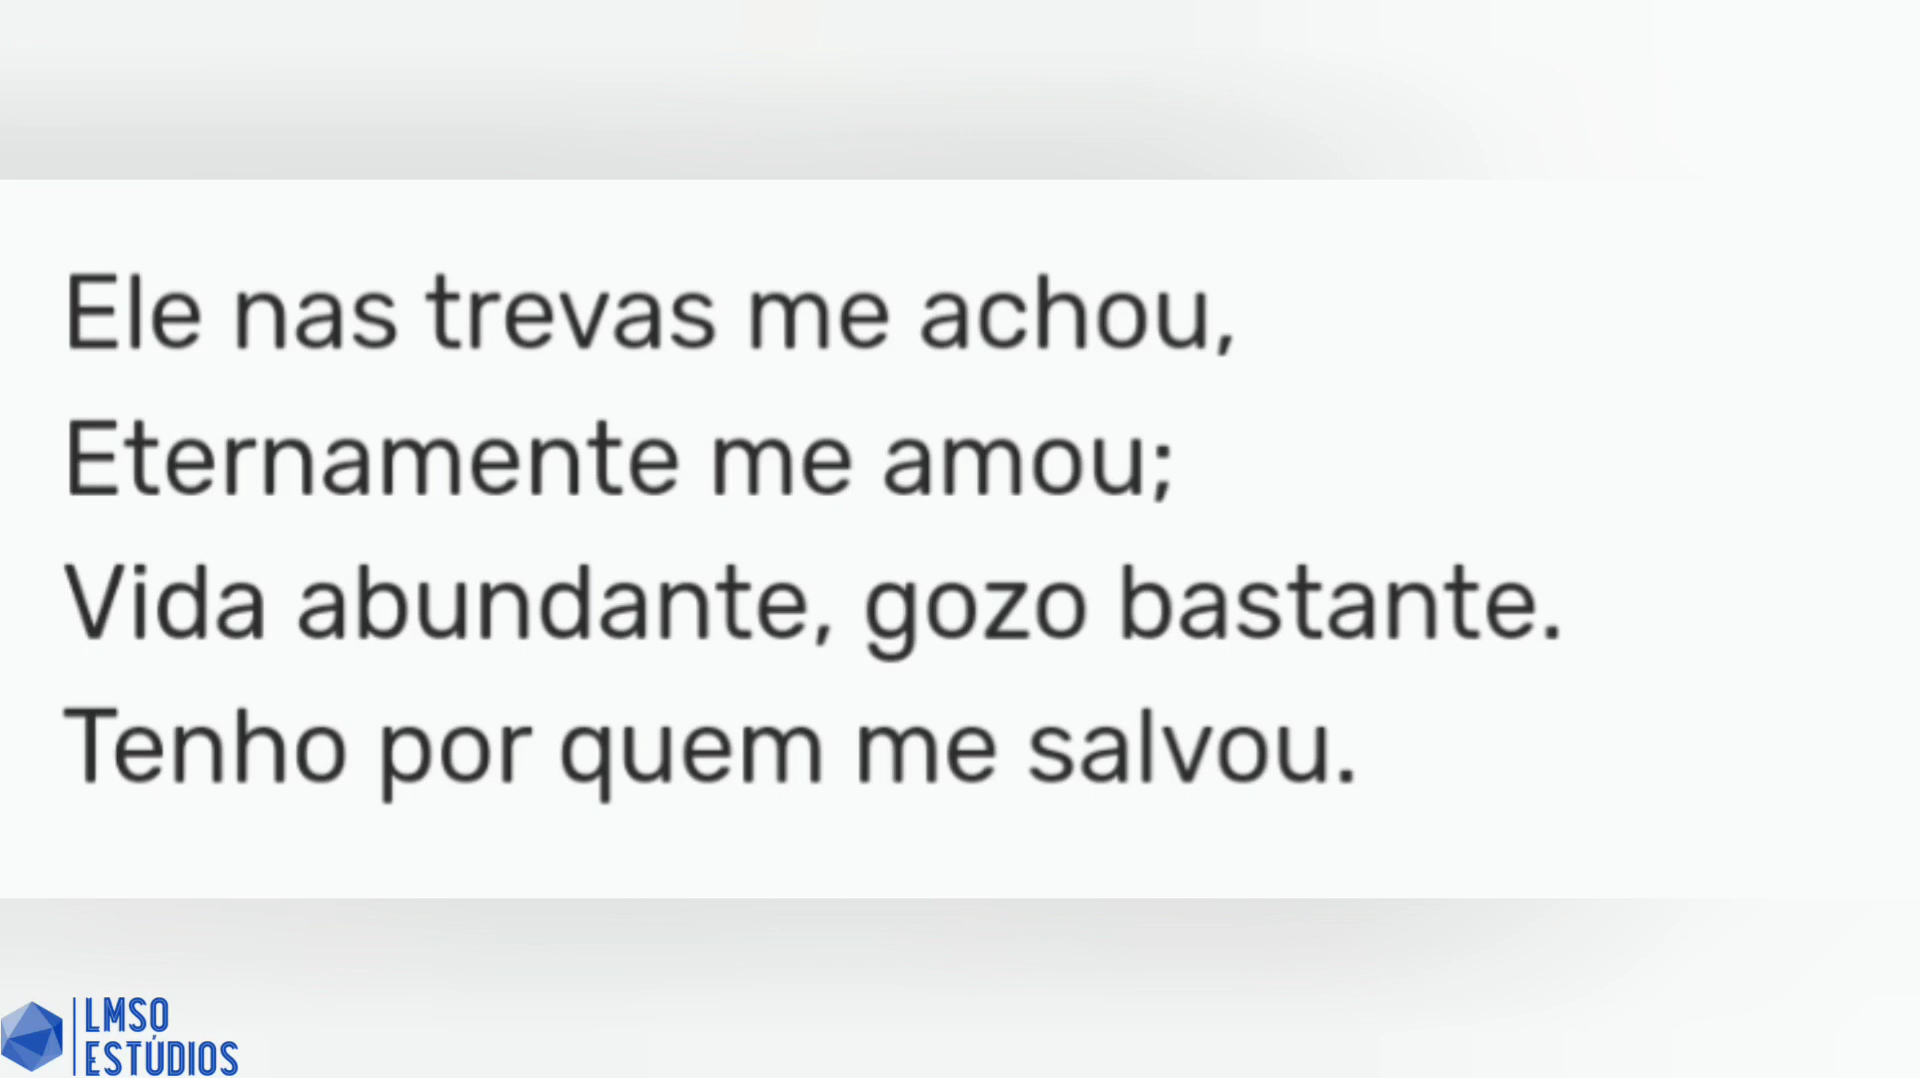 Ele nas trevas me achou,
Eternamente me amou;
Vida abundante, gozo bastante.
Tenho por quem me salvou.
LMSO
ESTÚDIOS